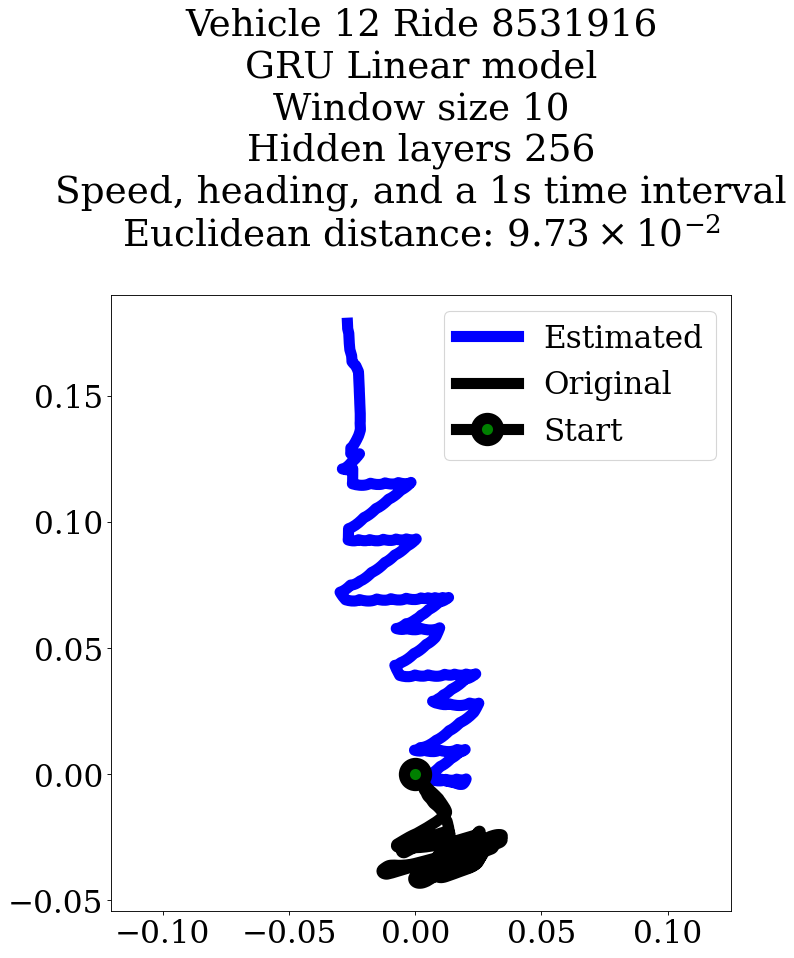 Vehicle 12 Ride 8531916
GRU Linear model
Window size 10
Hidden layers 256
Speed, heading, and a 1s time interval
Euclidean distance: 9.73 × 10⁻²
Estimated
Original
Start
0.15
0.10
0.05
0.00
−0.05
−0.10 −0.05 0.00 0.05 0.10